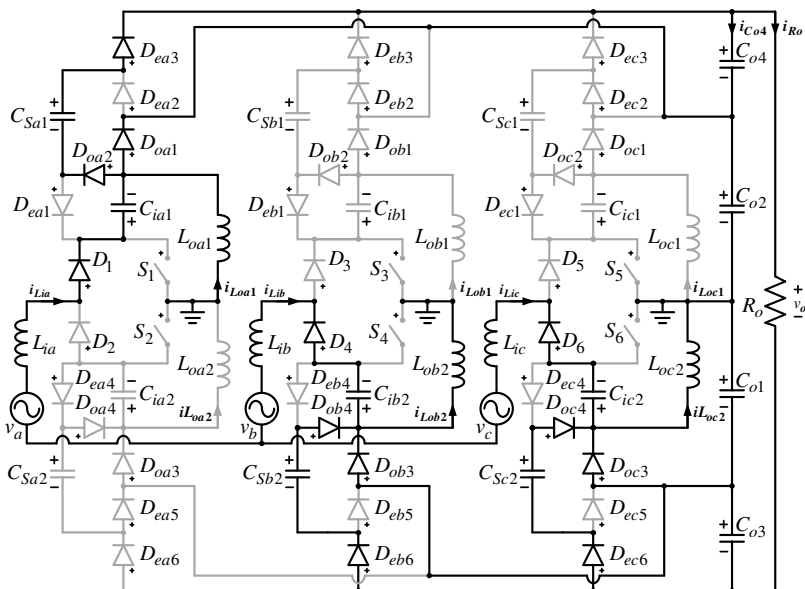 D_ea3 D_eb3 D_ec3 i_Co4 i_Ro
C_o4
D_ea2 D_eb2 D_ec2
C_Sa1 C_Sb1 C_Sc1
D_oa1 D_ob1 D_oc1
D_oa2 D_ob2 D_oc2
D_ea1 C_ia1 D_eb1 C_ib1 D_ec1 C_ic1 C_o2
L_oa1 L_ob1 L_oc1
D_1 S_1 D_3 S_3 D_5 S_5
i_Lia i_Loa1 i_Lib i_Lob1 i_Lic i_Loc1
R_o + v_o −
L_ia D_2 S_2 L_ib D_4 S_4 L_ic D_6 S_6
L_oa2 L_ob2 L_oc2
D_ea4 D_eb4 D_ec4
C_ia2 C_ib2 C_ic2 C_o1
D_oa4 D_ob4 D_oc4
iL_oa2 i_Lob2 i_Loc2
v_a v_b v_c
D_oa3 D_ob3 D_oc3
C_Sa2 C_Sb2 C_Sc2
D_ea5 D_eb5 D_ec5
C_o3
D_ea6 D_eb6 D_ec6